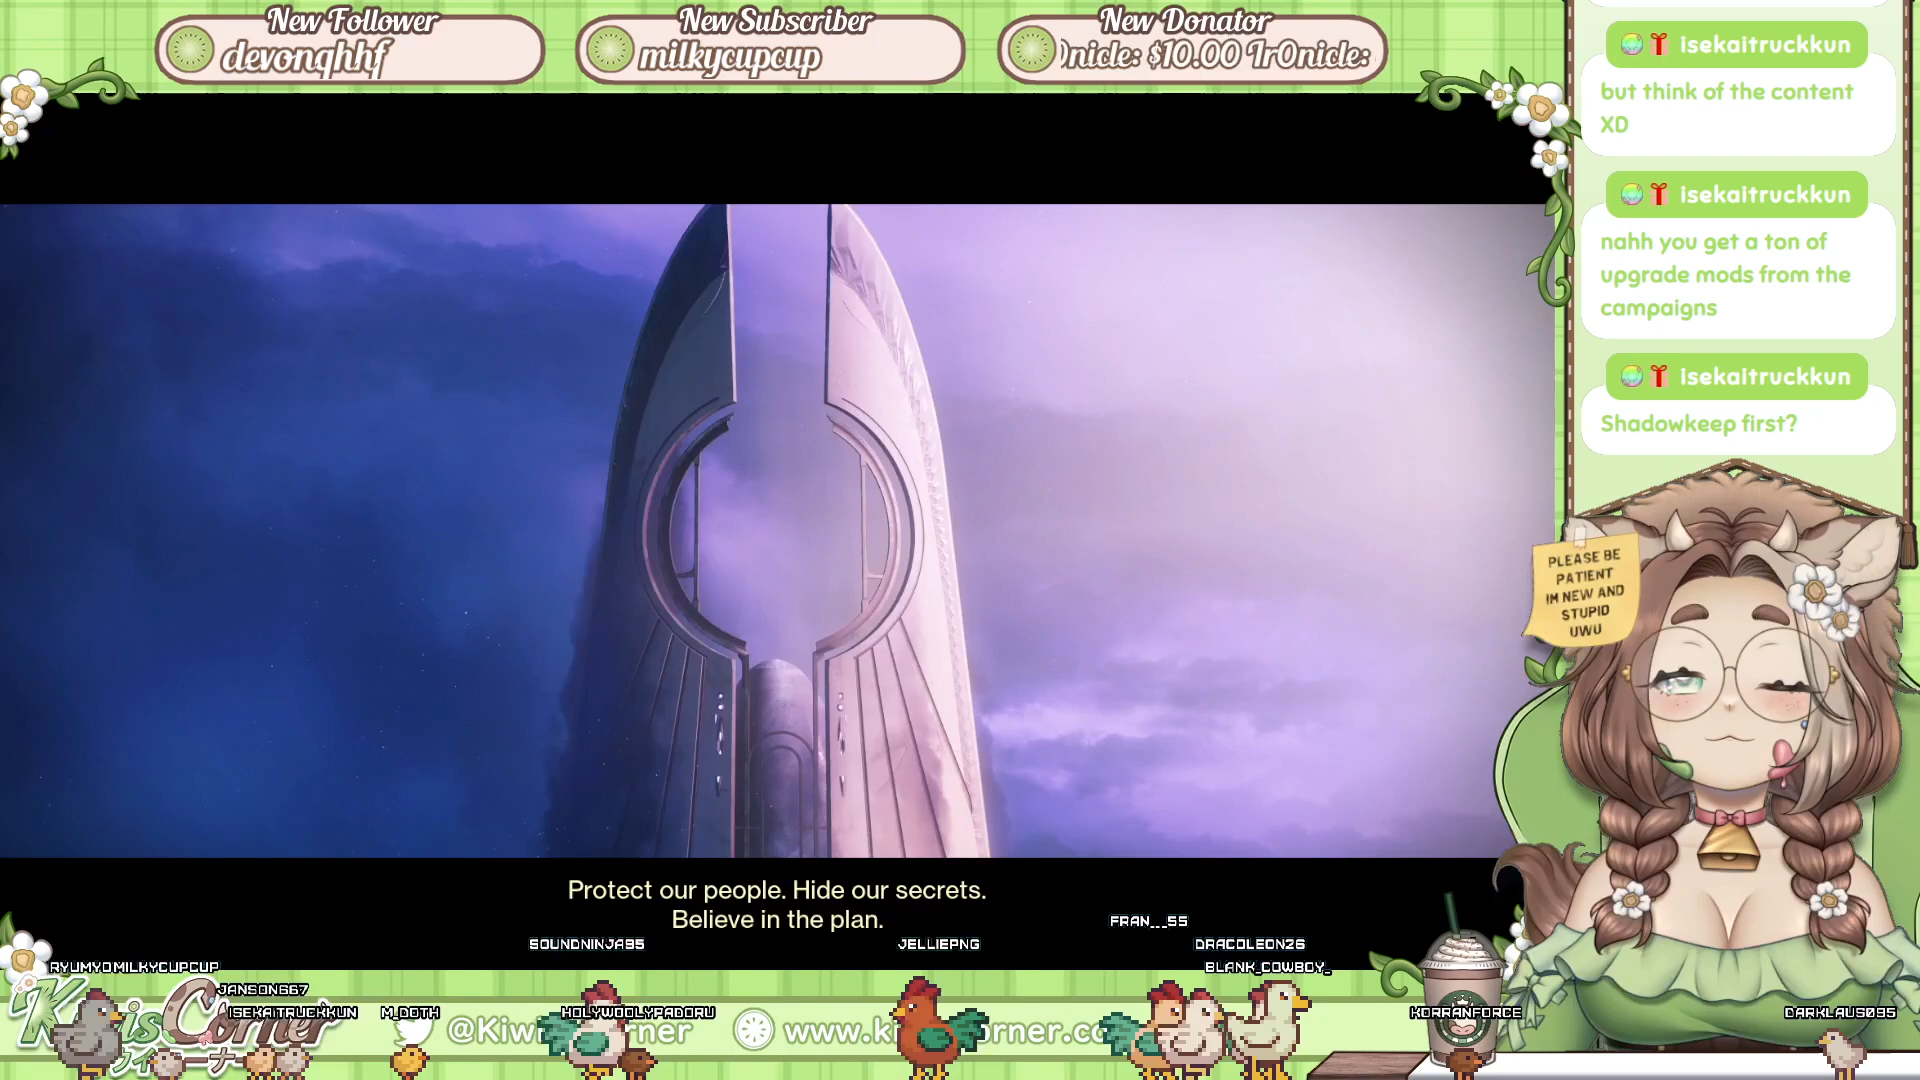 New Follower
devonqhhf
New Subscriber
milkycupcup
New Donator
nicle: $10.00 Ir0nicle:
isekaitruckkun
but think of the content
XD
isekaitruckkun
nahh you get a ton of
upgrade mods from the
campaigns
isekaitruckkun
Shadowkeep first?
PLEASE BE
PATIENT
IM NEW AND
STUPID
UWU
Protect our people. Hide our secrets.
Believe in the plan.
FRAN__55
SOUNDNINJA95
JELLIEPNG
DRACOLEON26
RYUMYOMILKYCUPCUP
BLANK_COWBOY_
JANSON667
ISEKAITRUCKKUN
M_DOTH
HOLYWOOLYPADORU
KORRANFORCE
DARKLAUS095